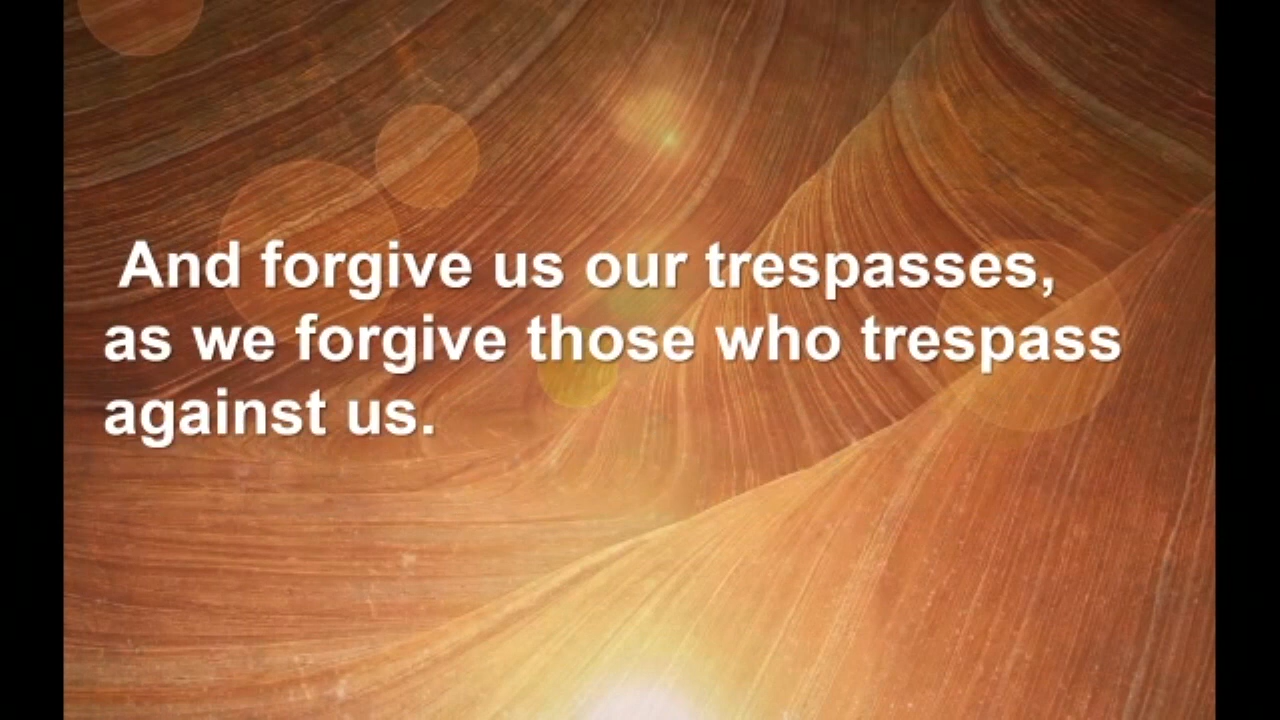 And forgive us our trespasses,
as we forgive those who trespass
against us.